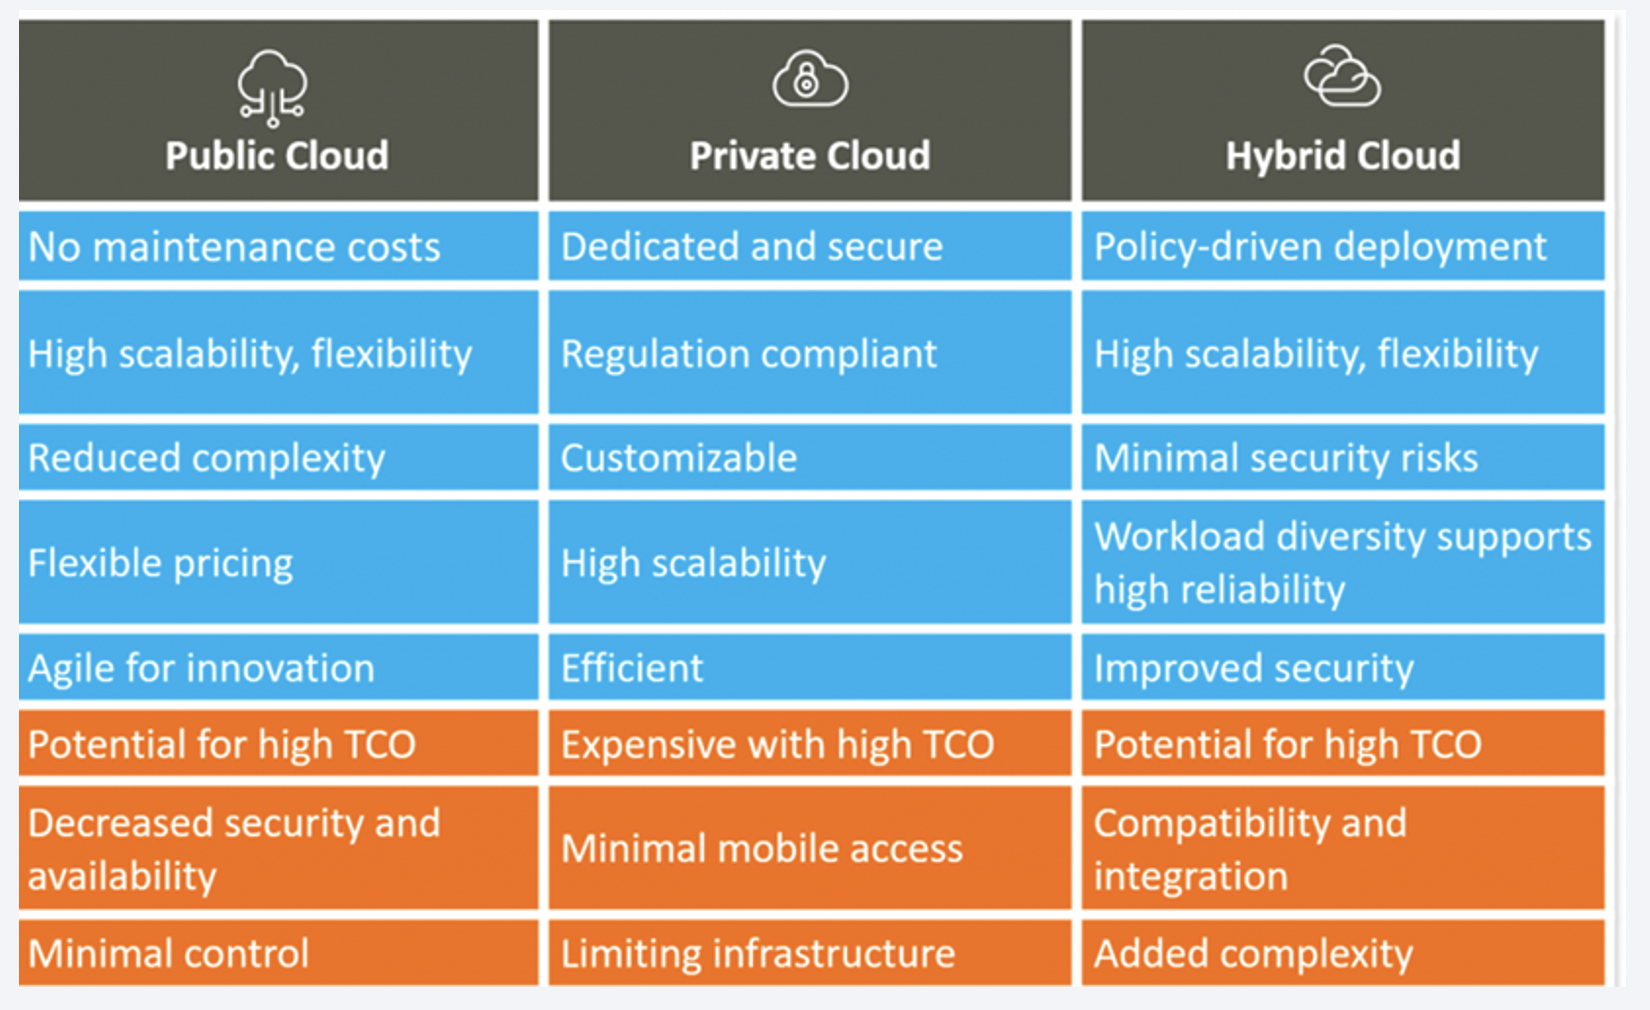 Public Cloud
Private Cloud
Hybrid Cloud
No maintenance costs
Dedicated and secure
Policy-driven deployment
High scalability, flexibility
Regulation compliant
High scalability, flexibility
Reduced complexity
Customizable
Minimal security risks
Flexible pricing
High scalability
Workload diversity supports
high reliability
Agile for innovation
Efficient
Improved security
Potential for high TCO
Expensive with high TCO
Potential for high TCO
Decreased security and
availability
Minimal mobile access
Compatibility and
integration
Minimal control
Limiting infrastructure
Added complexity